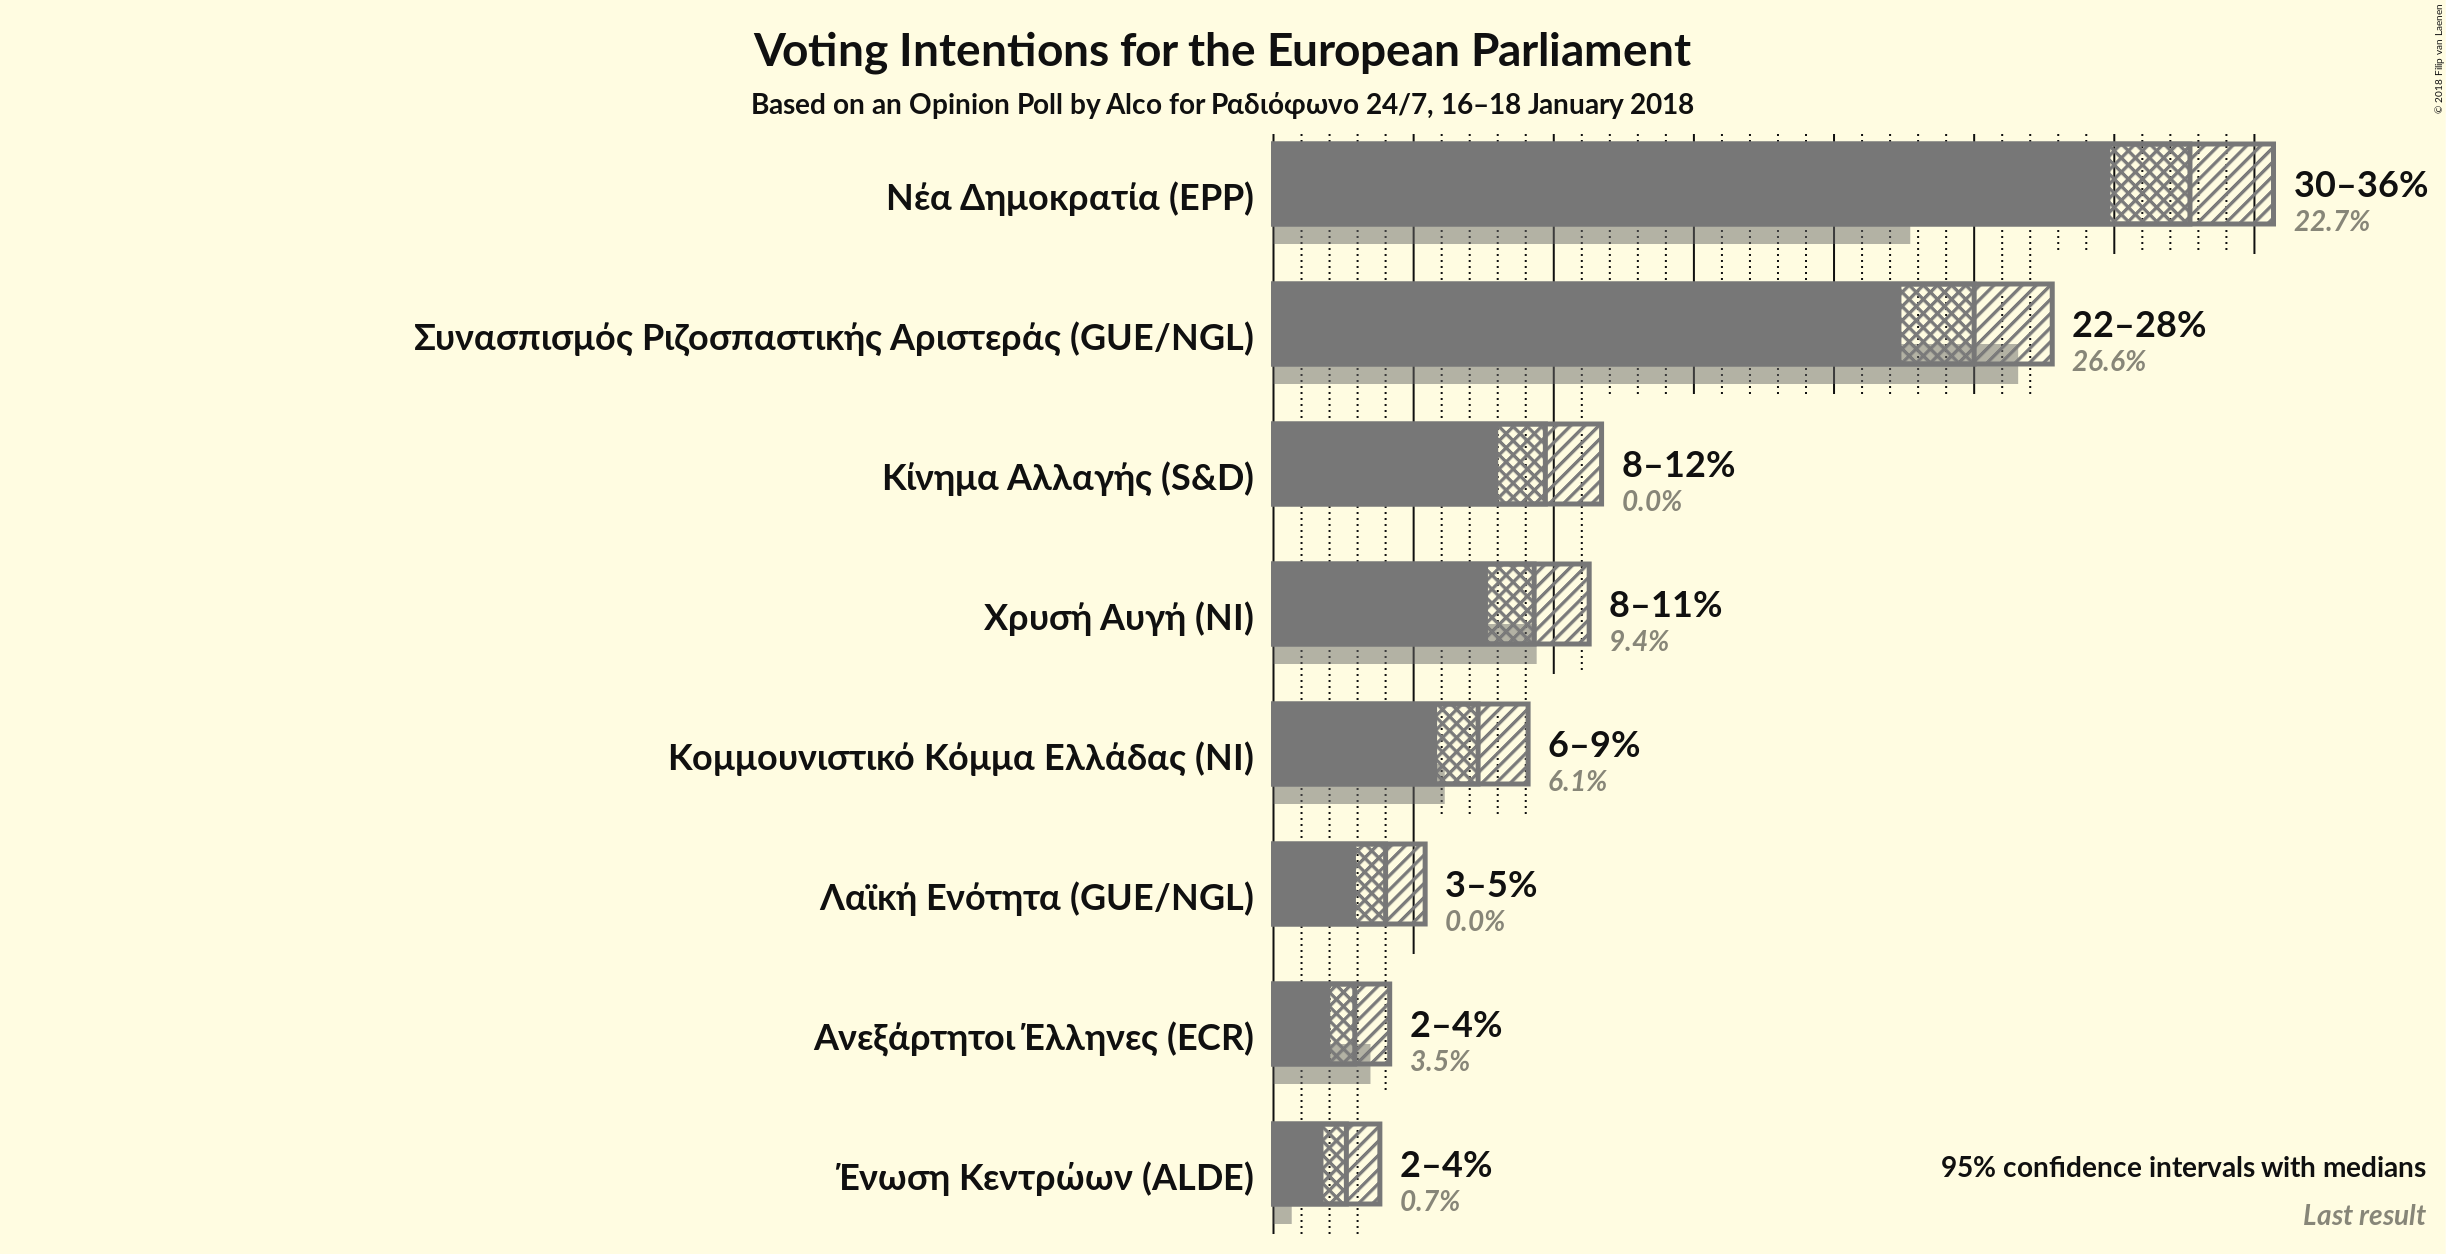 Voting Intentions for the European Parliament
Based on an Opinion Poll by Alco for Ραδιόφωνο 24/7, 16–18 January 2018
© 2018 Filip van Laenen
Νέα Δημοκρατία (EPP)
30–36%
22.7%
Συνασπισμός Ριζοσπαστικής Αριστεράς (GUE/NGL)
22–28%
26.6%
Κίνημα Αλλαγής (S&D)
8–12%
0.0%
Χρυσή Αυγή (NI)
8–11%
9.4%
Κομμουνιστικό Κόμμα Ελλάδας (NI)
6–9%
6.1%
Λαϊκή Ενότητα (GUE/NGL)
3–5%
0.0%
Ανεξάρτητοι Έλληνες (ECR)
2–4%
3.5%
Ένωση Κεντρώων (ALDE)
2–4%
0.7%
95% confidence intervals with medians
Last result